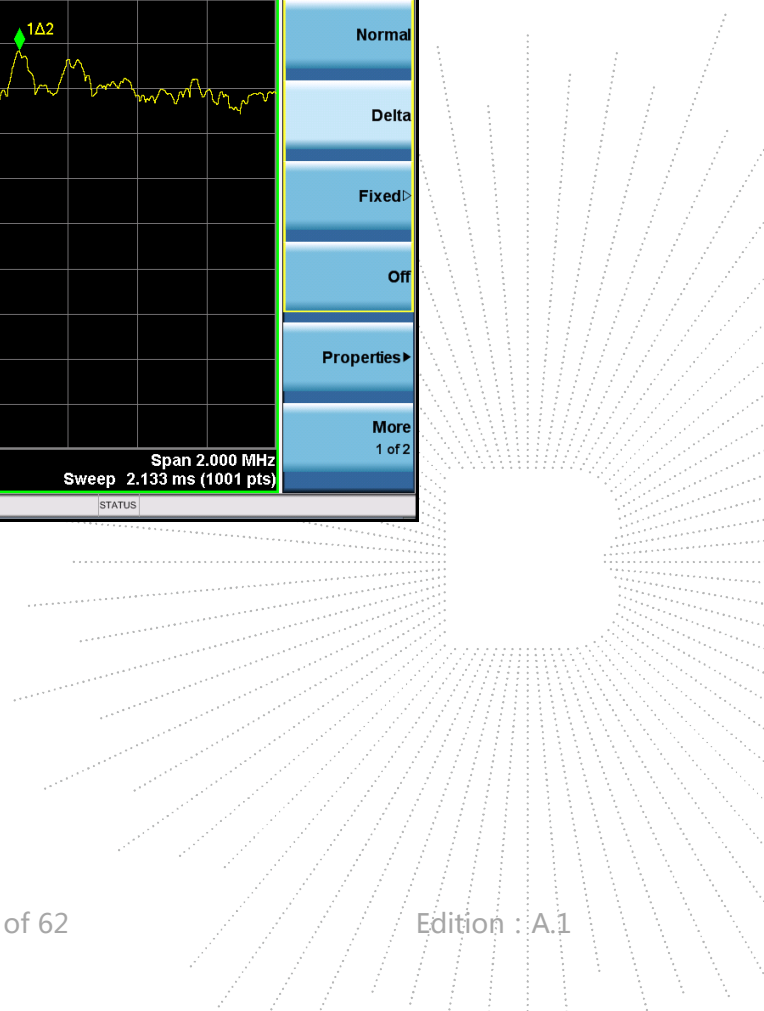 1Δ2
Normal
Delta
Fixed▷
Off
Properties▶
More
1 of 2
Span 2.000 MHz
Sweep 2.133 ms (1001 pts)
STATUS
of 62 Edition：A.1